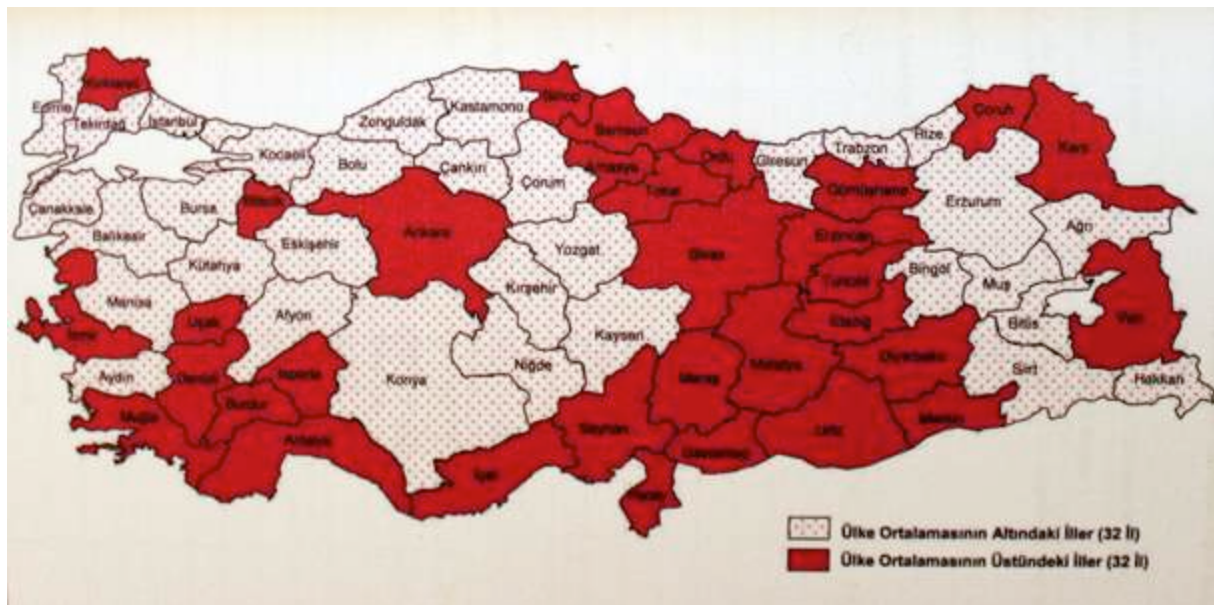 Kırklareli
Edirne
Tekirdağ
İstanbul
Kocaeli
Zonguldak
Bolu
Kastamono
Çankırı
Sinop
Samsun
Amasya
Çorum
Tokat
Ordu
Giresun
Trabzon
Rize
Çoruh
Kars
Gümüşhane
Erzurum
Ağrı
Çanakkale
Balıkesir
Bursa
Bilecik
Eskişehir
Kütahya
Ankara
Yozgat
Kırşehir
Sivas
Erzincan
Tunceli
Bingöl
Muş
Bitlis
Van
Manisa
İzmir
Uşak
Afyon
Konya
Niğde
Kayseri
Malatya
Elazığ
Diyarbakır
Siirt
Hakkari
Aydın
Denizli
Isparta
Burdur
Muğla
Antalya
İçel
Seyhan
Maraş
Gaziantep
Urfa
Mardin
Hatay
Ülke Ortalamasının Altındaki İller (32 İl)
Ülke Ortalamasının Üstündeki İller (32 İl)